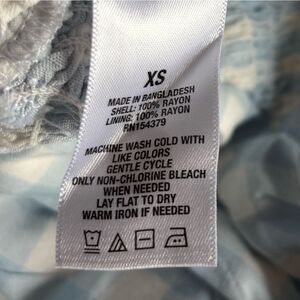 XS
MADE IN BANGLADESH
SHELL: 100% RAYON
LINING: 100% RAYON
RN154379
MACHINE WASH COLD WITH
LIKE COLORS
GENTLE CYCLE
ONLY NON-CHLORINE BLEACH
WHEN NEEDED
LAY FLAT TO DRY
WARM IRON IF NEEDED